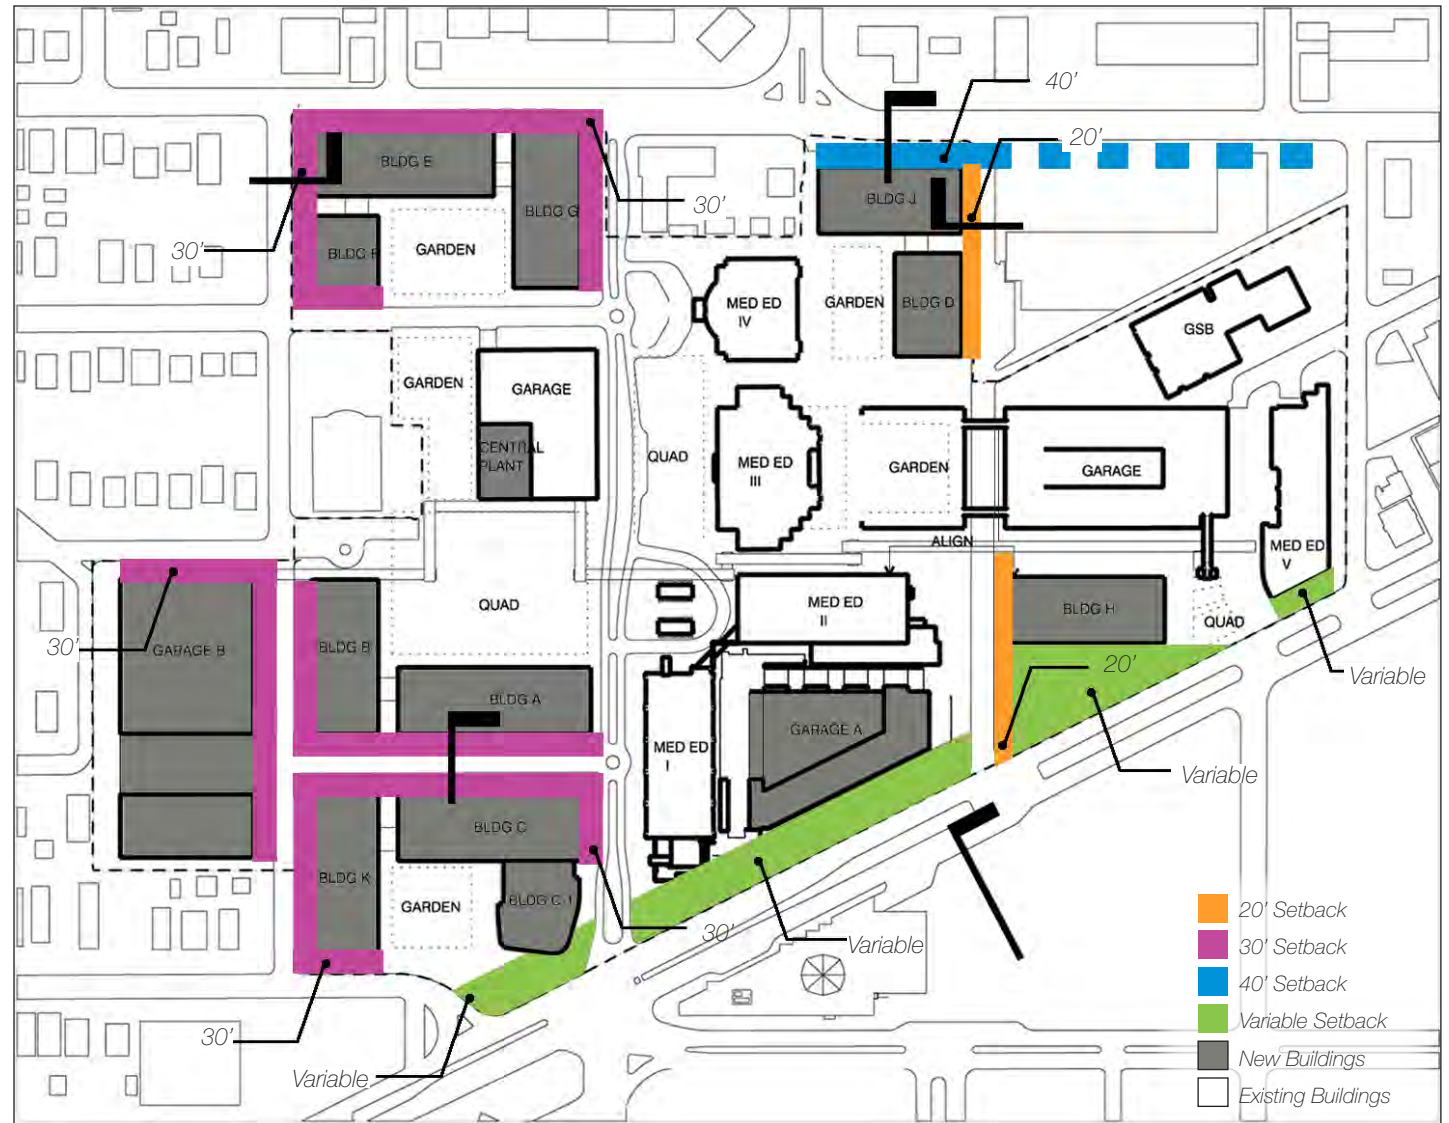 40'
20'
BLDG E
BLDG J
30'
BLDG G
30'
BLDG F
GARDEN
MED ED
IV
GARDEN
BLDG D
GSB
GARDEN
GARAGE
CENTRAL
PLANT
QUAD
MED ED
III
GARDEN
GARAGE
ALIGN
MED ED
V
QUAD
MED ED
II
BLDG H
QUAD
30'
GARAGE B
BLDG B
20'
Variable
BLDG A
GARAGE A
MED ED
I
Variable
BLDG C
BLDG K
GARDEN
BLDG C-1
30'
Variable
30'
Variable
20' Setback
30' Setback
40' Setback
Variable Setback
New Buildings
Existing Buildings